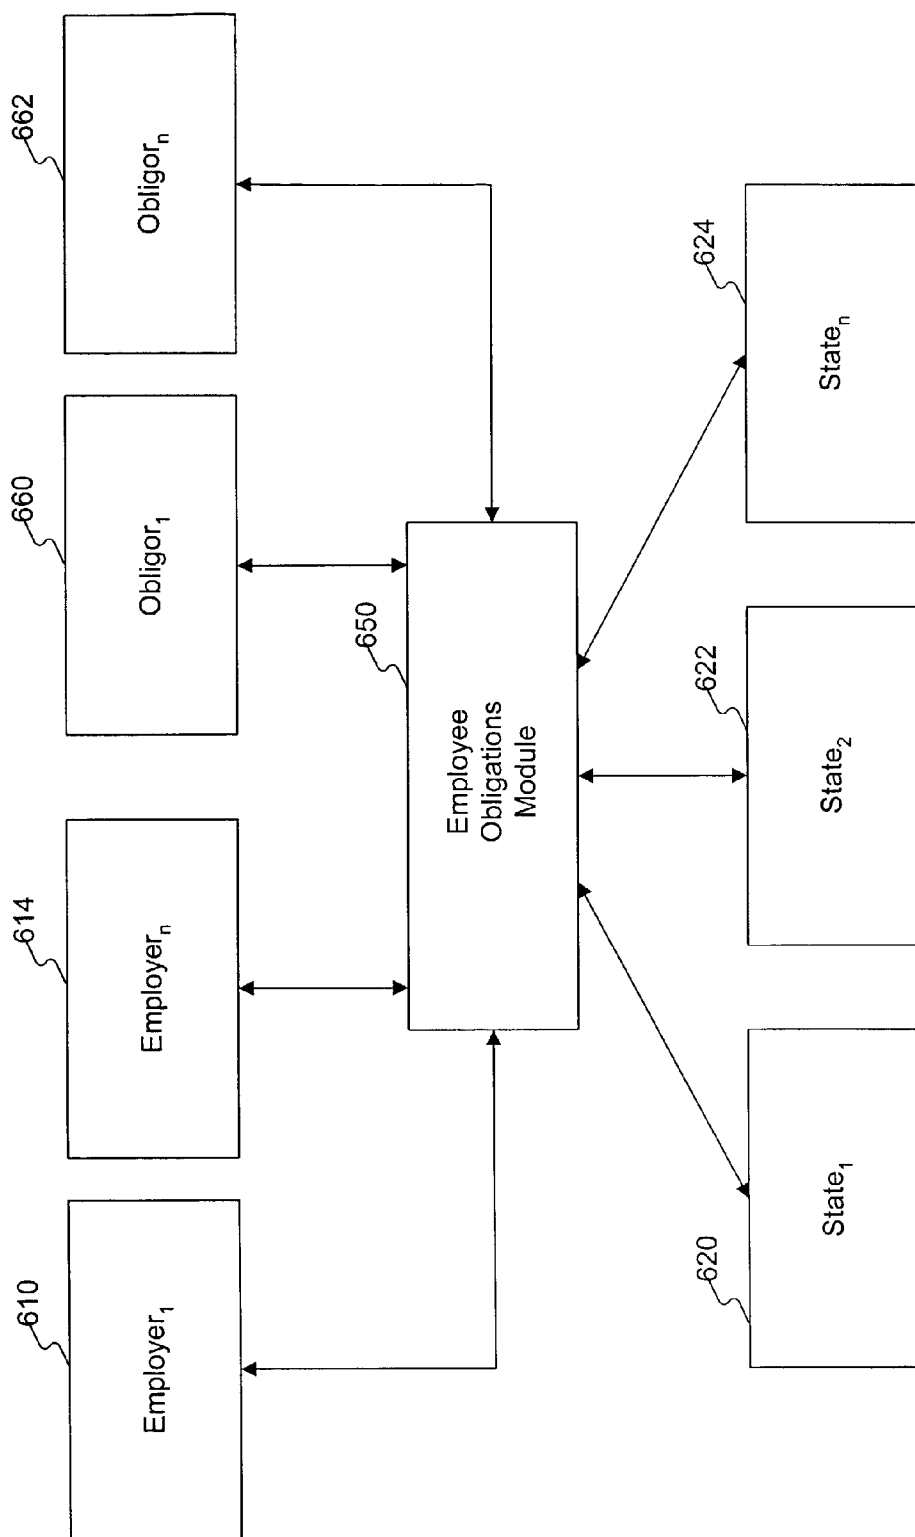 610
614
660
662
Employer₁
Employerₙ
Obligor₁
Obligorₙ
650
Employee
Obligations
Module
620
622
624
State₁
State₂
Stateₙ